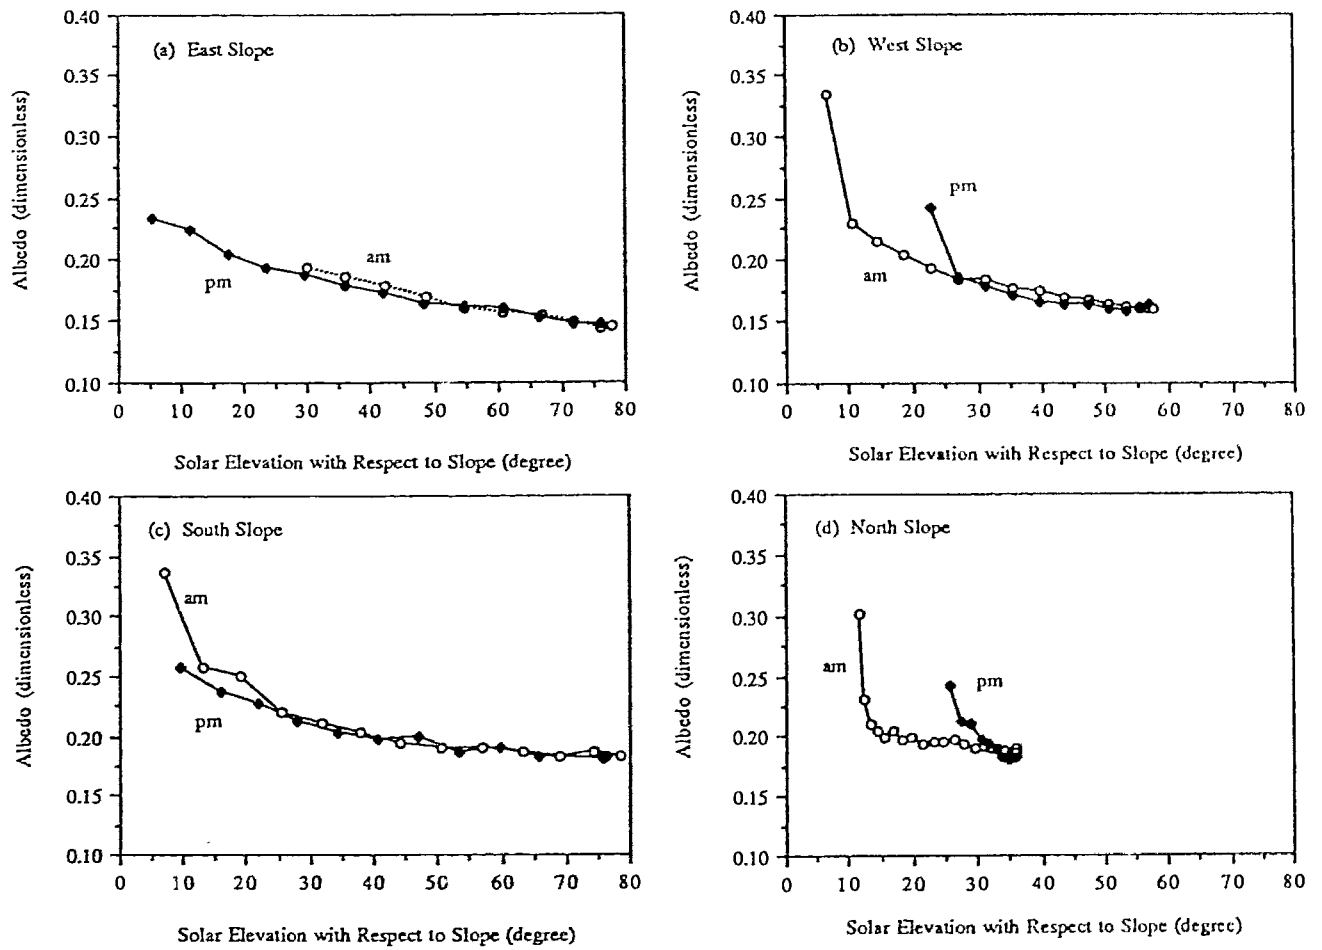 (a) East Slope
0.40
0.35
0.30
0.25
0.20
0.15
0.10
Albedo (dimensionless)
am
pm
0 10 20 30 40 50 60 70 80
Solar Elevation with Respect to Slope (degree)
(b) West Slope
0.40
0.35
0.30
0.25
0.20
0.15
0.10
Albedo (dimensionless)
pm
am
0 10 20 30 40 50 60 70 80
Solar Elevation with Respect to Slope (degree)
(c) South Slope
0.40
0.35
0.30
0.25
0.20
0.15
0.10
Albedo (dimensionless)
am
pm
0 10 20 30 40 50 60 70 80
Solar Elevation with Respect to Slope (degree)
(d) North Slope
0.40
0.35
0.30
0.25
0.20
0.15
0.10
Albedo (dimensionless)
am
pm
0 10 20 30 40 50 60 70 80
Solar Elevation with Respect to Slope (degree)